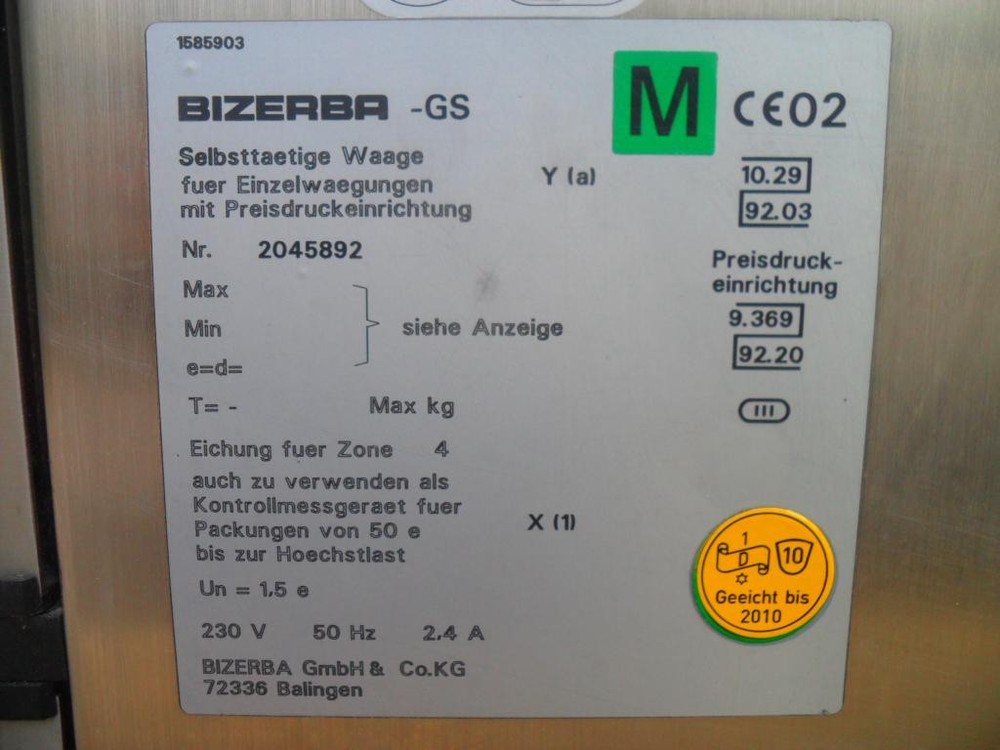 1585903
BIZERBA -GS
M CE02
Selbsttaetige Waage
fuer Einzelwaegungen
mit Preisdruckeinrichtung
Y (a)
10.29
92.03
Nr. 2045892
Preisdruck-
einrichtung
9.369
92.20
III
Max
Min
e=d=
siehe Anzeige
T= - Max kg
Eichung fuer Zone 4
auch zu verwenden als
Kontrollmessgeraet fuer
Packungen von 50 e
bis zur Hoechstlast
X (1)
Un = 1,5 e
230 V 50 Hz 2.4 A
BIZERBA GmbH & Co.KG
72336 Balingen
1
D 10
Geeicht bis
2010